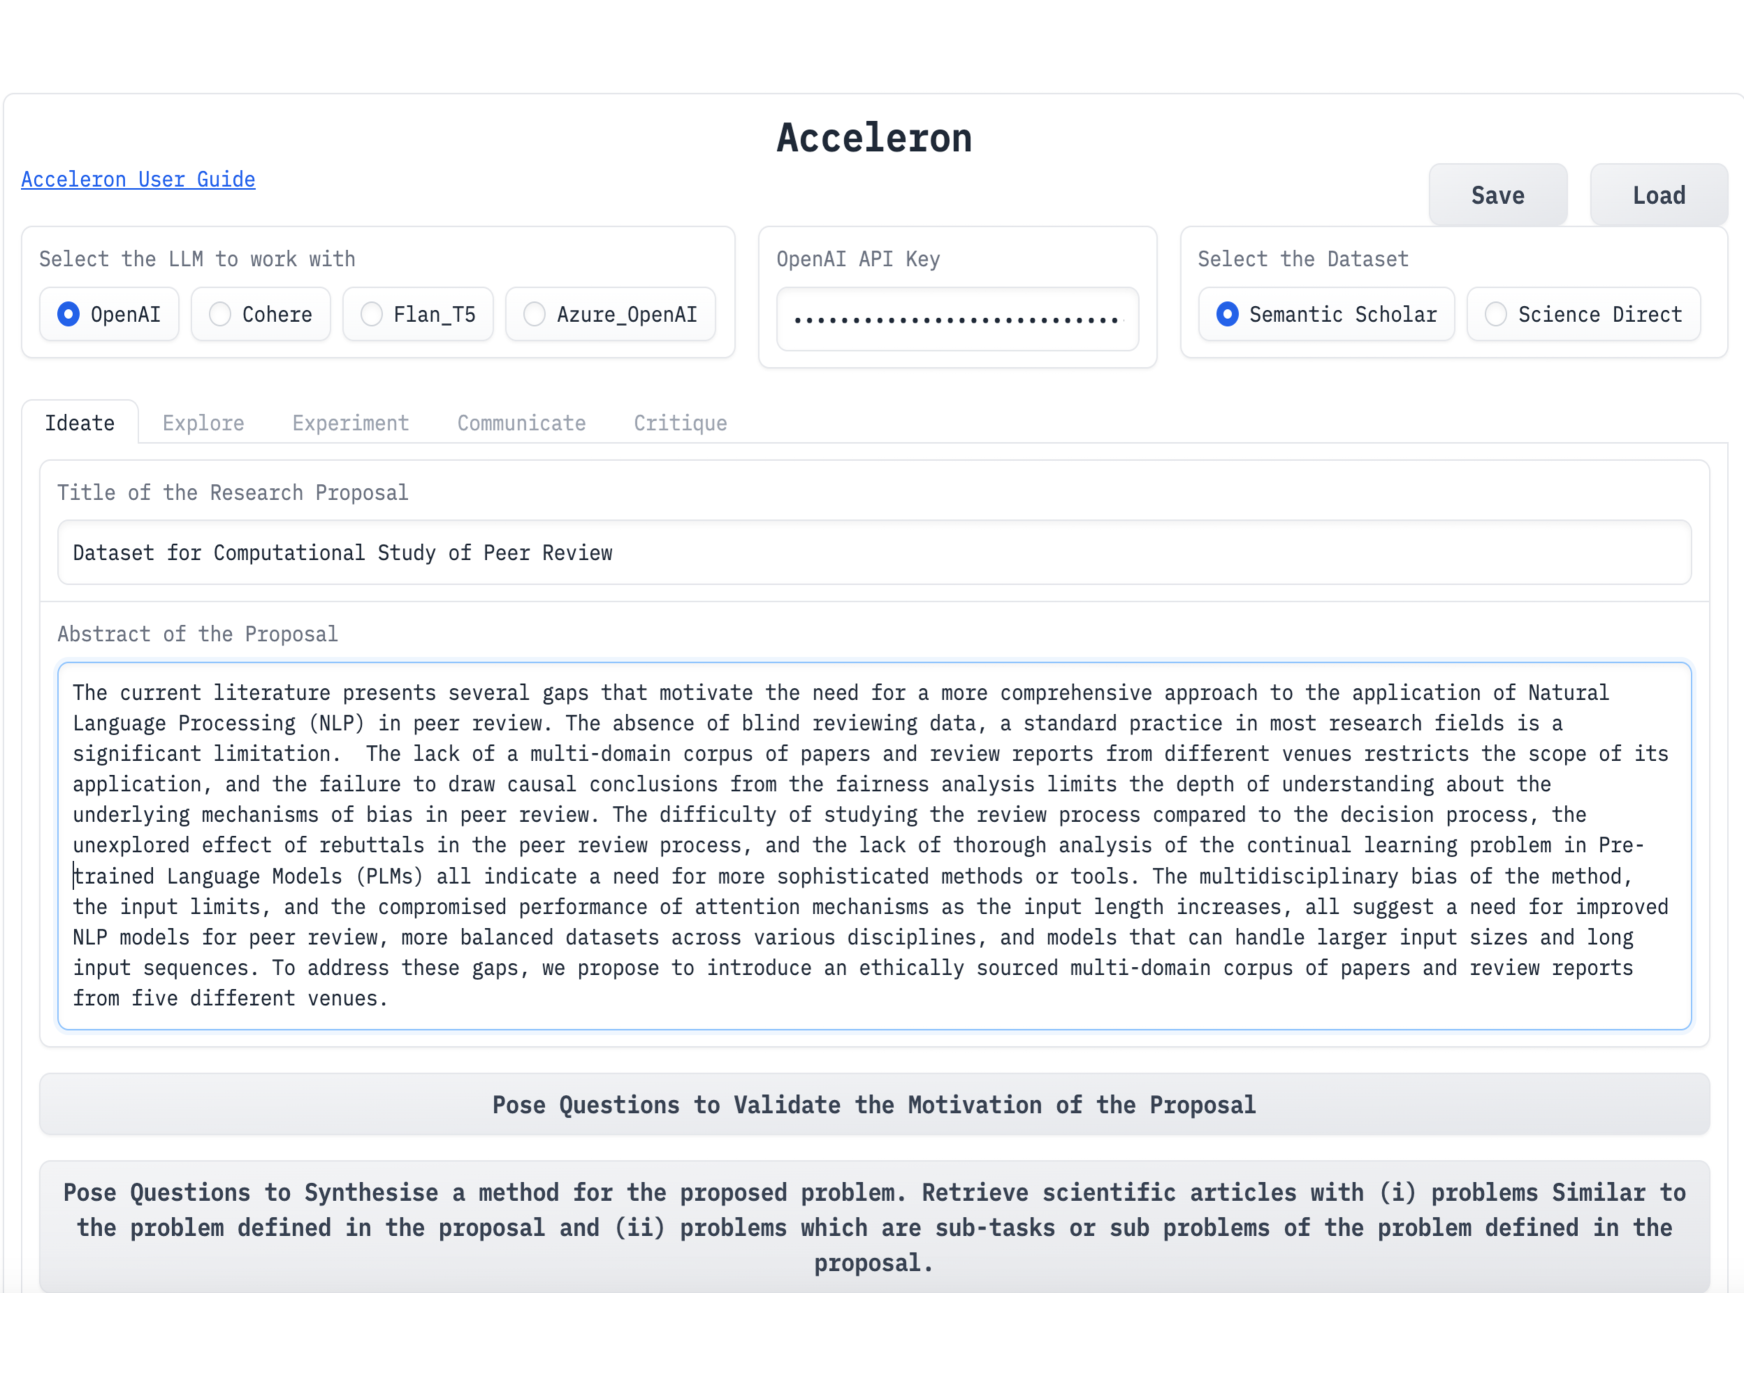 Acceleron
Acceleron User Guide
Save
Load
Select the LLM to work with
OpenAI
Cohere
Flan_T5
Azure_OpenAI
OpenAI API Key
Select the Dataset
Semantic Scholar
Science Direct
Ideate
Explore
Experiment
Communicate
Critique
Title of the Research Proposal
Dataset for Computational Study of Peer Review
Abstract of the Proposal
The current literature presents several gaps that motivate the need for a more comprehensive approach to the application of Natural
Language Processing (NLP) in peer review. The absence of blind reviewing data, a standard practice in most research fields is a
significant limitation.  The lack of a multi-domain corpus of papers and review reports from different venues restricts the scope of its
application, and the failure to draw causal conclusions from the fairness analysis limits the depth of understanding about the
underlying mechanisms of bias in peer review. The difficulty of studying the review process compared to the decision process, the
unexplored effect of rebuttals in the peer review process, and the lack of thorough analysis of the continual learning problem in Pre-
trained Language Models (PLMs) all indicate a need for more sophisticated methods or tools. The multidisciplinary bias of the method,
the input limits, and the compromised performance of attention mechanisms as the input length increases, all suggest a need for improved
NLP models for peer review, more balanced datasets across various disciplines, and models that can handle larger input sizes and long
input sequences. To address these gaps, we propose to introduce an ethically sourced multi-domain corpus of papers and review reports
from five different venues.
Pose Questions to Validate the Motivation of the Proposal
Pose Questions to Synthesise a method for the proposed problem. Retrieve scientific articles with (i) problems Similar to
the problem defined in the proposal and (ii) problems which are sub-tasks or sub problems of the problem defined in the
proposal.